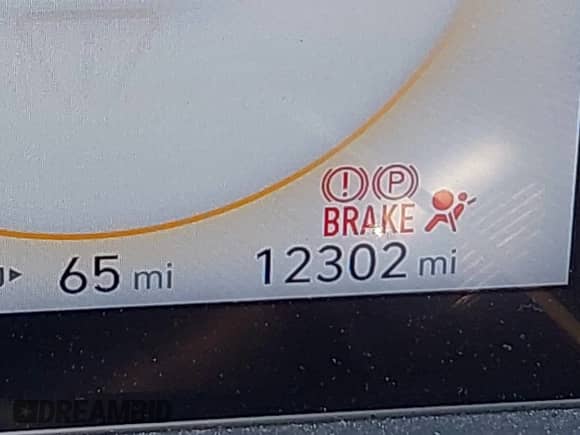 (!) (P)
BRAKE
65 mi 12302 mi
DREAMBID